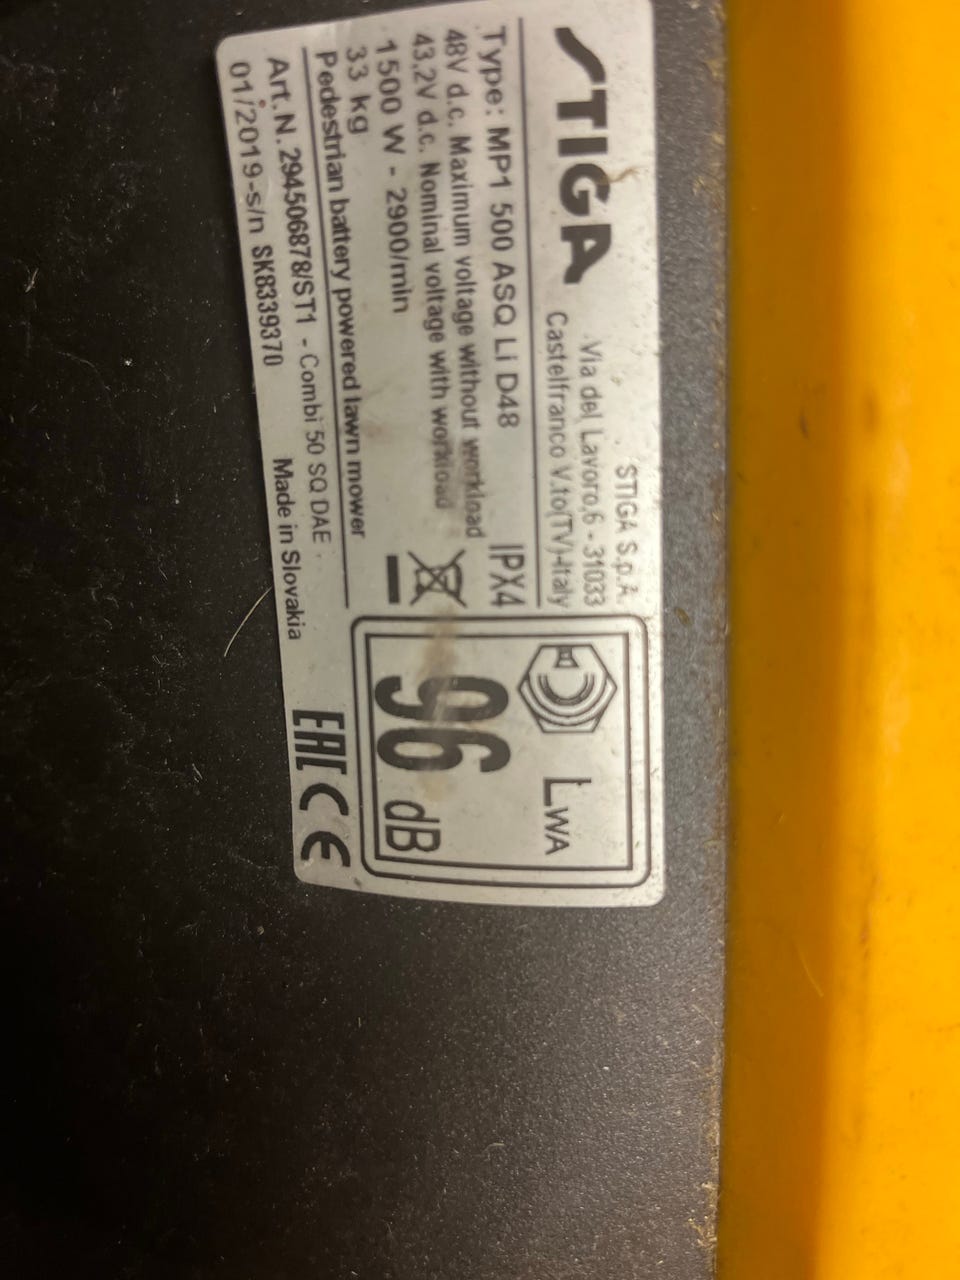 STIGA
STIGA S.p.A.
Via del Lavoro,6 - 31033
Castelfranco V.to(TV)-Italy
Type: MP1 500 ASQ Li D48
IPX4
48V d.c. Maximum voltage without workload
43.2V d.c. Nominal voltage with workload
1500 W - 2900/min
33 kg
Pedestrian battery powered lawn mower
Art.N. 294506878/ST1 - Combi 50 SQ DAE
01/2019-s/n SK8339370
Made in Slovakia
LWA
96 dB
EAC CE